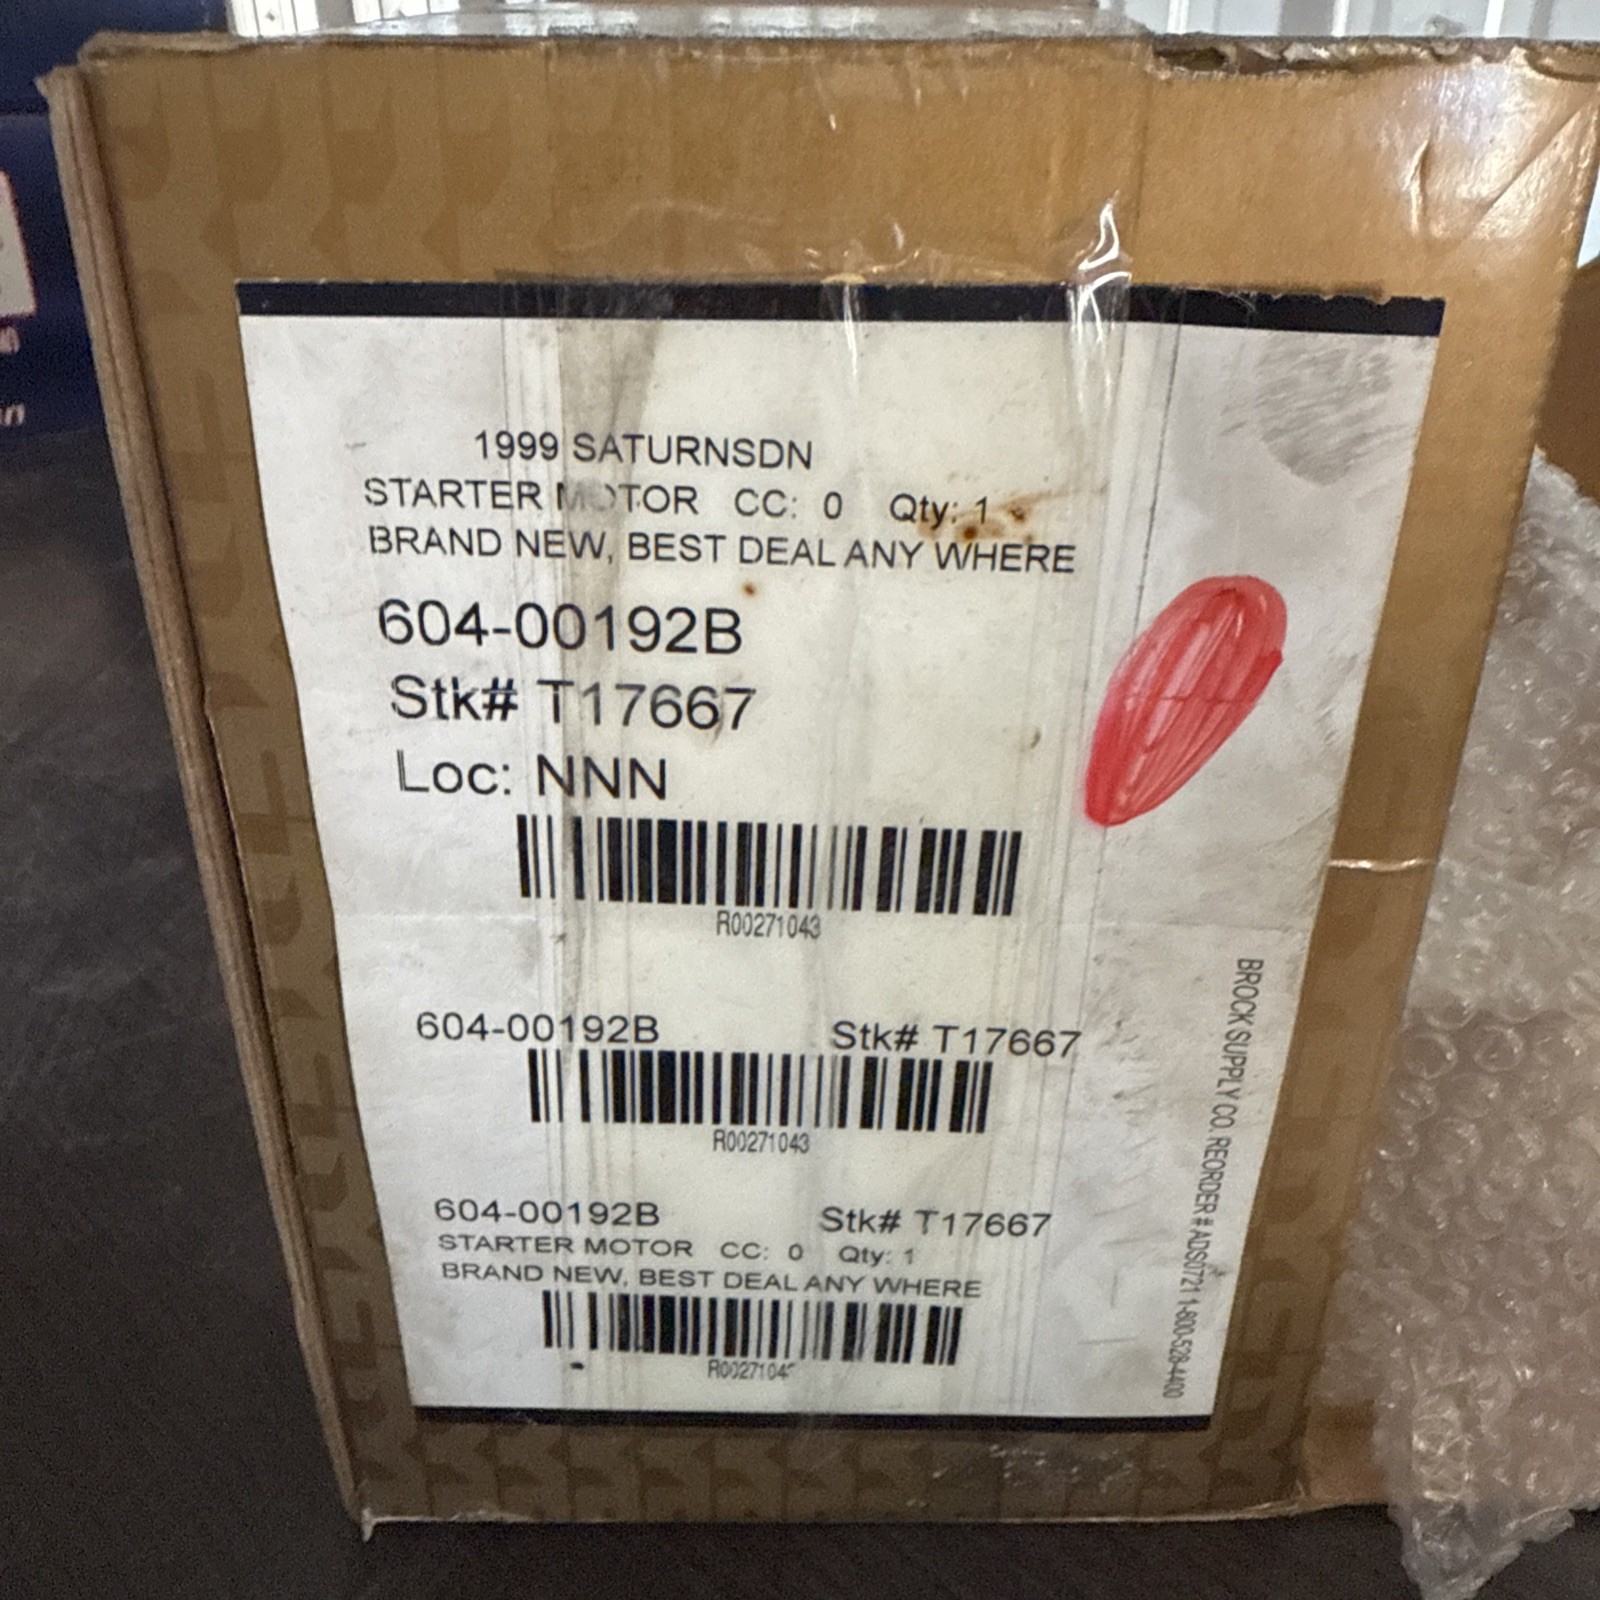 1999 SATURNSDN
STARTER MOTOR CC: 0 Qty: 1
BRAND NEW, BEST DEAL ANY WHERE
604-00192B
Stk# T17667
Loc: NNN
R00271043
604-00192B Stk# T17667
R00271043
604-00192B Stk# T17667
STARTER MOTOR CC: 0 Qty: 1
BRAND NEW, BEST DEAL ANY WHERE
R00271043
BROCK SUPPLY CO. REORDER # ADS0721 1-800-528-4400